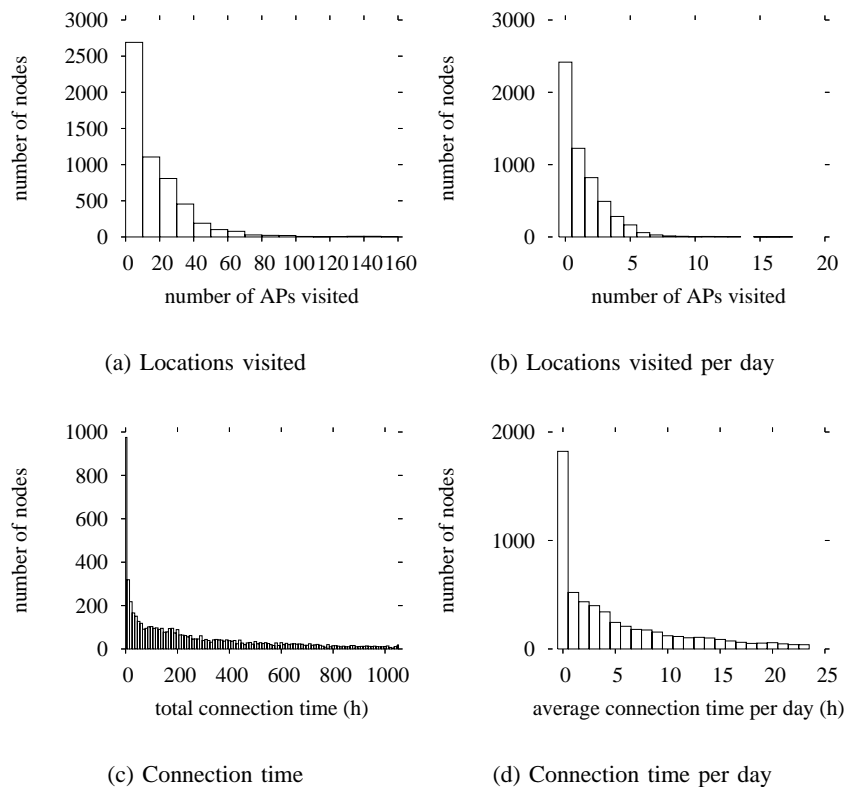 3000
2500
2000
1500
1000
500
0
number of nodes
0 20 40 60 80 100 120 140 160
number of APs visited
(a) Locations visited
3000
2000
1000
0
number of nodes
0 5 10 15 20
number of APs visited
(b) Locations visited per day
1000
800
600
400
200
0
number of nodes
0 200 400 600 800 1000
total connection time (h)
(c) Connection time
2000
1000
0
number of nodes
0 5 10 15 20 25
average connection time per day (h)
(d) Connection time per day